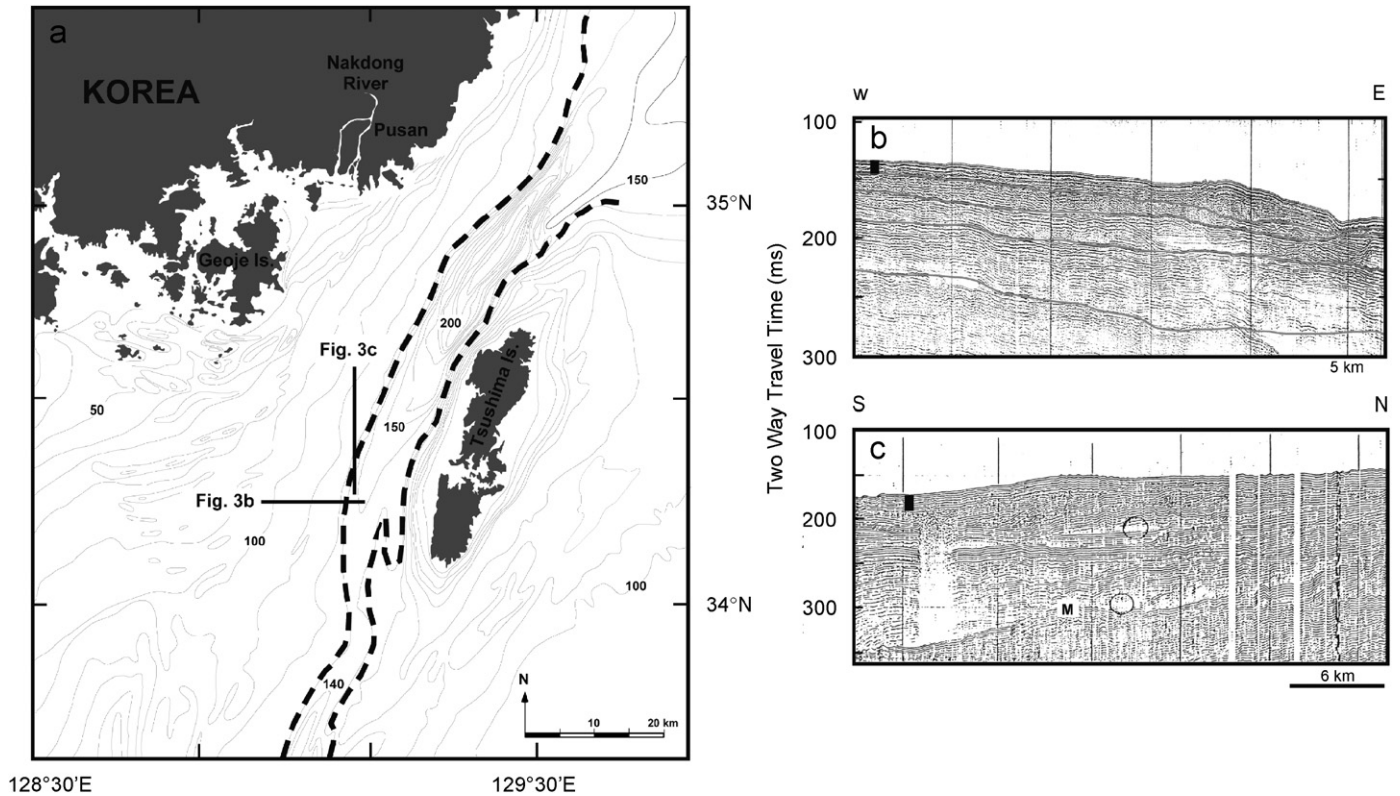 a
KOREA
Nakdong
River
Pusan
Geoje Is.
Fig. 3c
Fig. 3b
Tsushima Is.
50
100
150
200
150
100
140
N
10
20 km
35°N
34°N
128°30'E
129°30'E
Two Way Travel Time (ms)
W
E
b
100
200
300
5 km
S
N
c
100
200
300
M
6 km